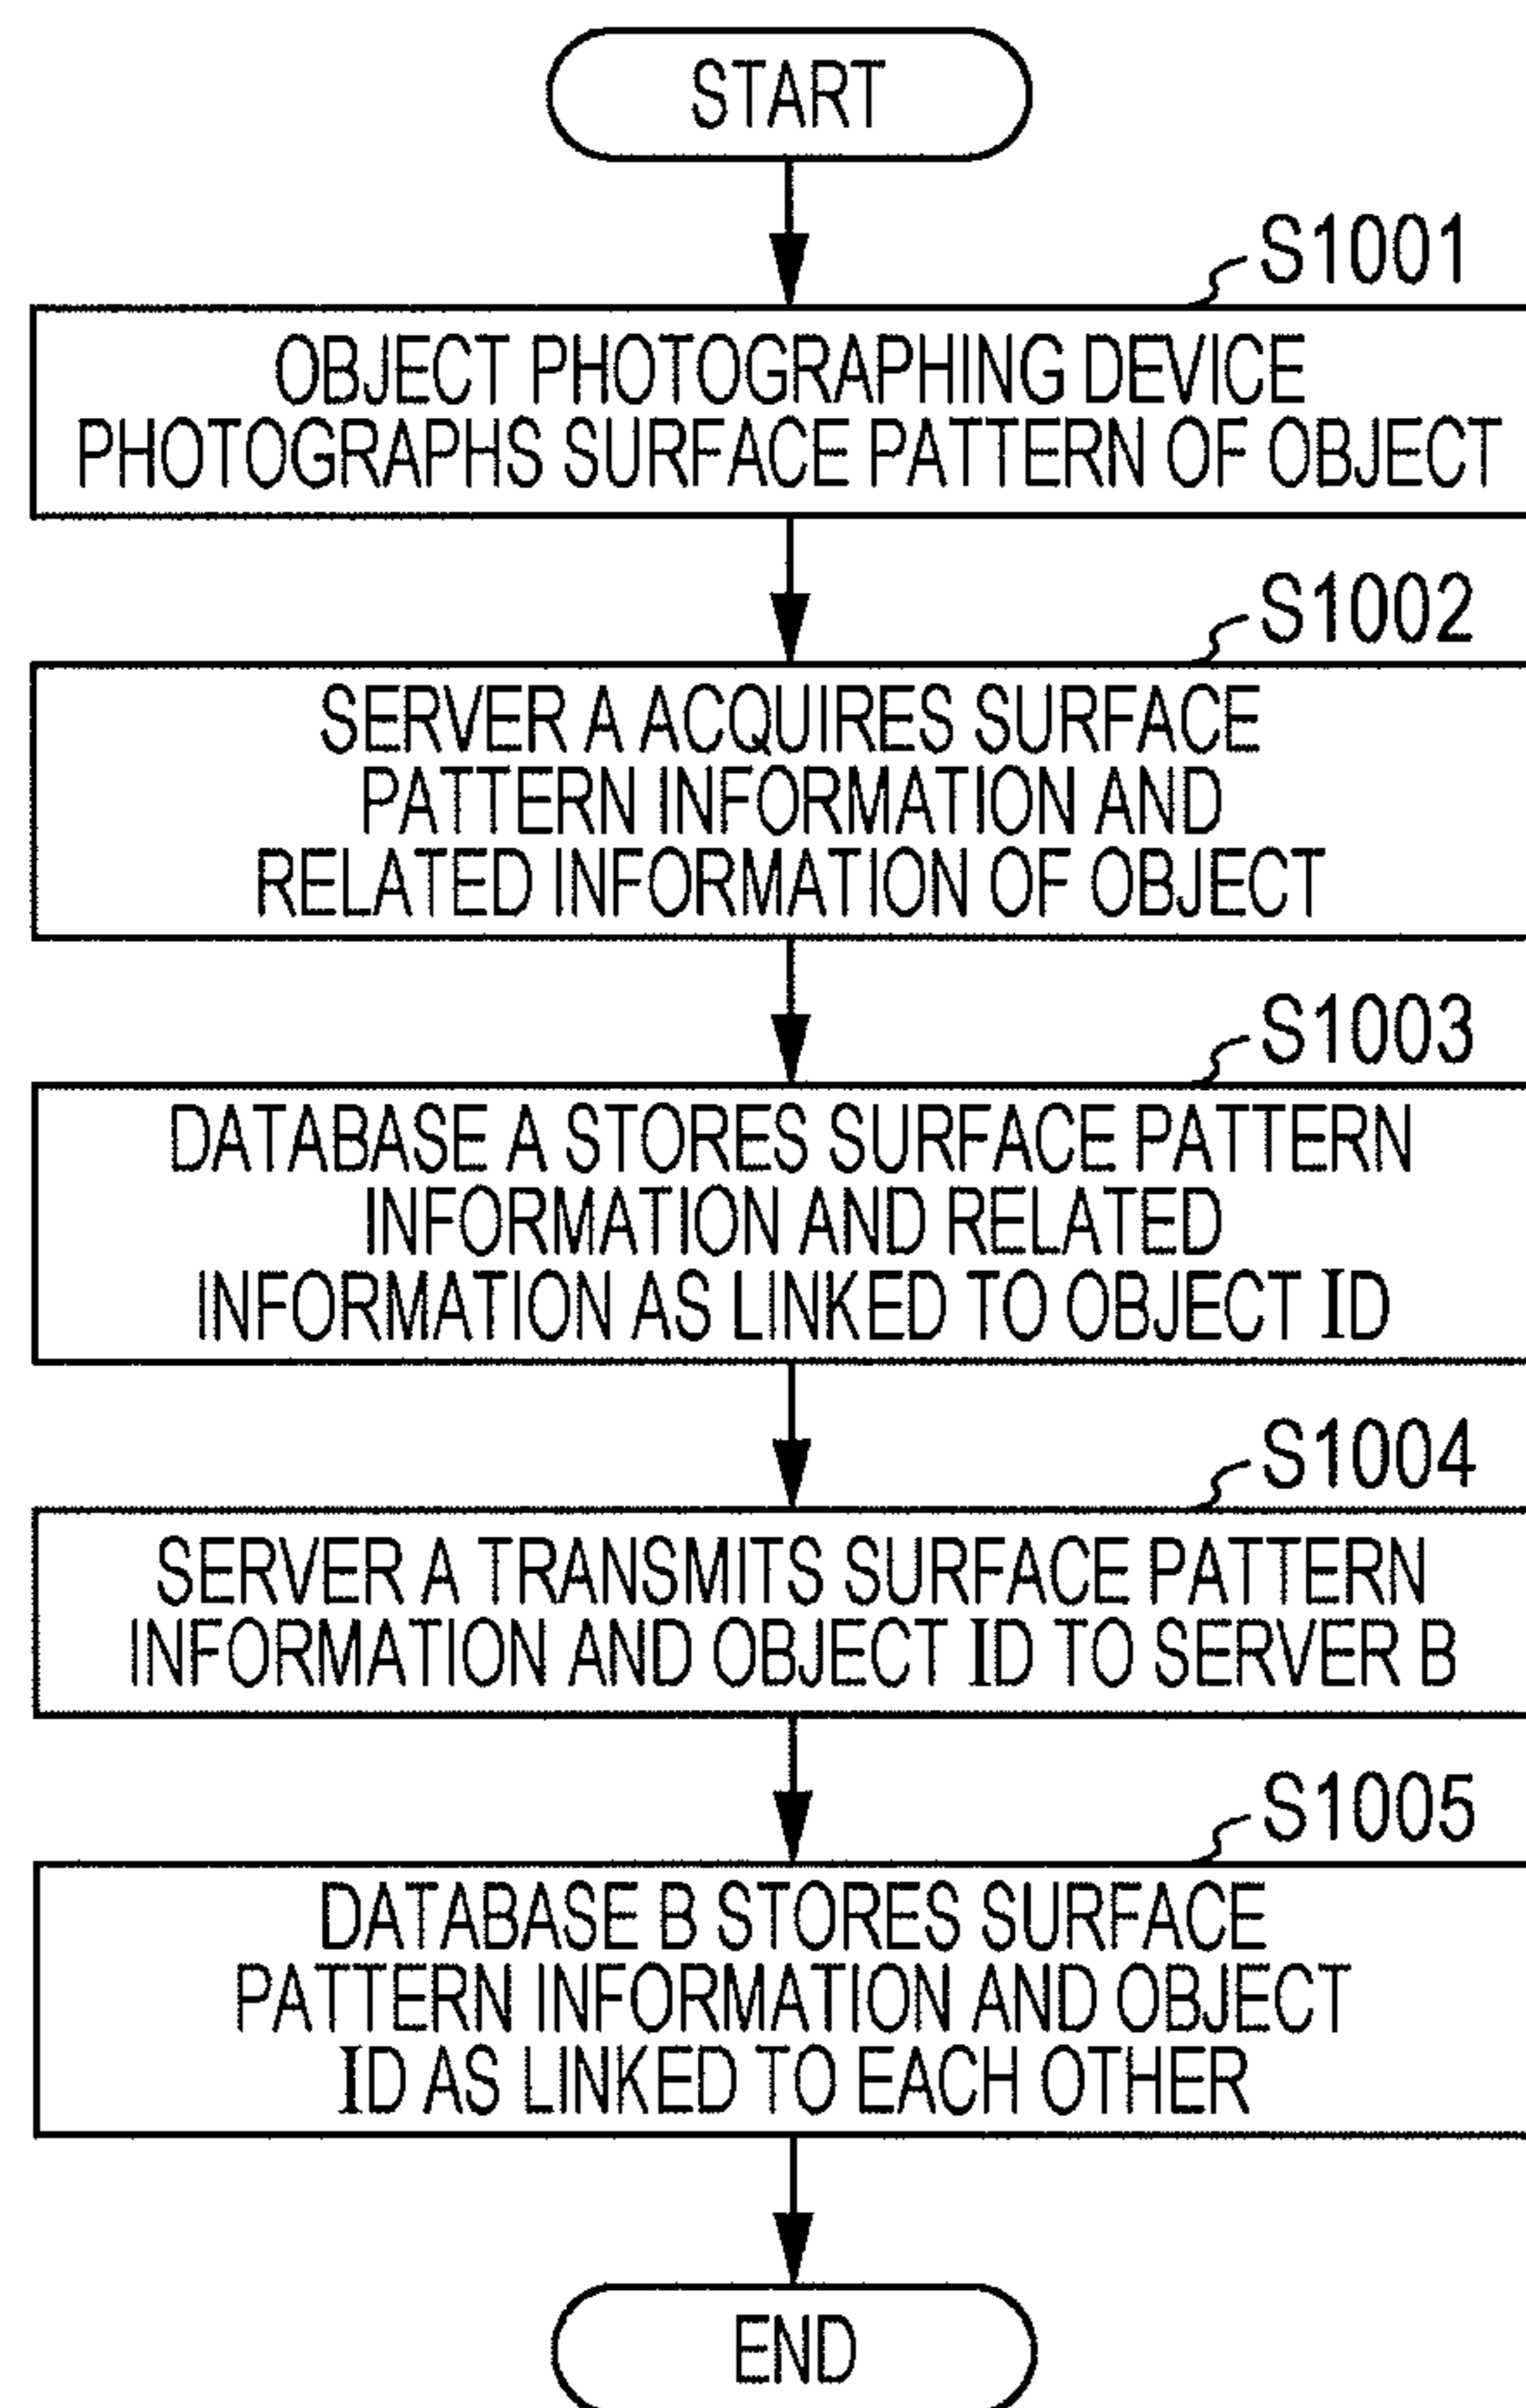 START
S1001
OBJECT PHOTOGRAPHING DEVICE
PHOTOGRAPHS SURFACE PATTERN OF OBJECT
S1002
SERVER A ACQUIRES SURFACE
PATTERN INFORMATION AND
RELATED INFORMATION OF OBJECT
S1003
DATABASE A STORES SURFACE PATTERN
INFORMATION AND RELATED
INFORMATION AS LINKED TO OBJECT ID
S1004
SERVER A TRANSMITS SURFACE PATTERN
INFORMATION AND OBJECT ID TO SERVER B
S1005
DATABASE B STORES SURFACE
PATTERN INFORMATION AND OBJECT
ID AS LINKED TO EACH OTHER
END